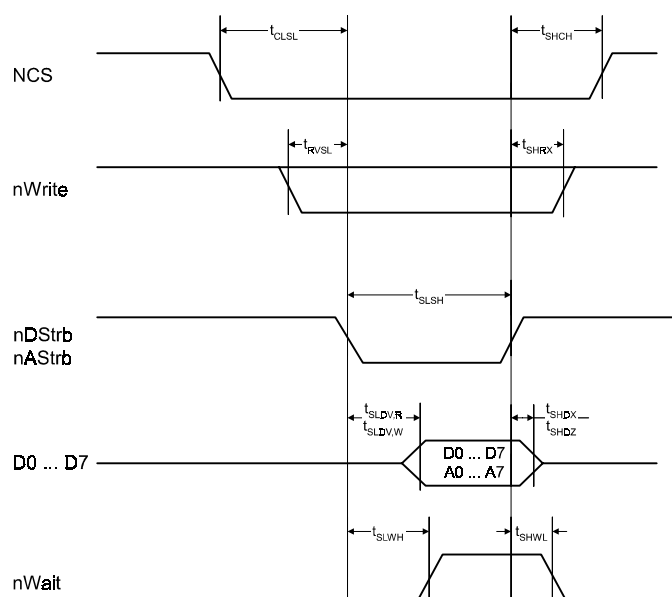 tCLSL
tSHCH
NCS
tRVSL
tSHRX
nWrite
tSLSH
nDStrb
nAStrb
tSLDV,R
tSLDV,W
tSHDX
tSHDZ
D0 ... D7
D0 ... D7
A0 ... A7
tSLWH
tSHWL
nWait